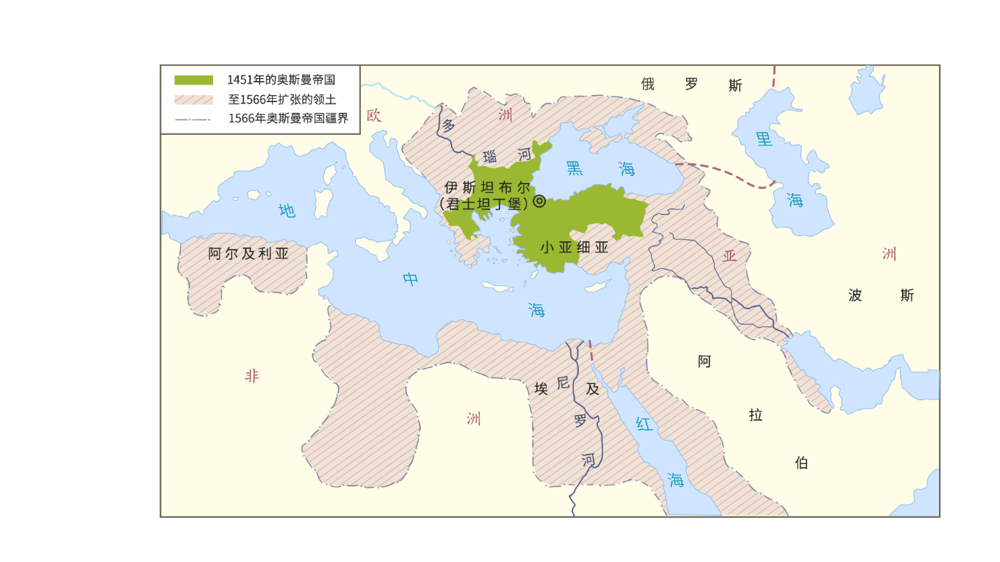 1451年的奥斯曼帝国
至1566年扩张的领土
1566年奥斯曼帝国疆界
俄罗斯
欧洲
多瑙河
里海
黑海
伊斯坦布尔
(君士坦丁堡)
地中海
阿尔及利亚
小亚细亚
亚洲
波斯
阿拉伯
非洲
埃及
尼罗河
红海